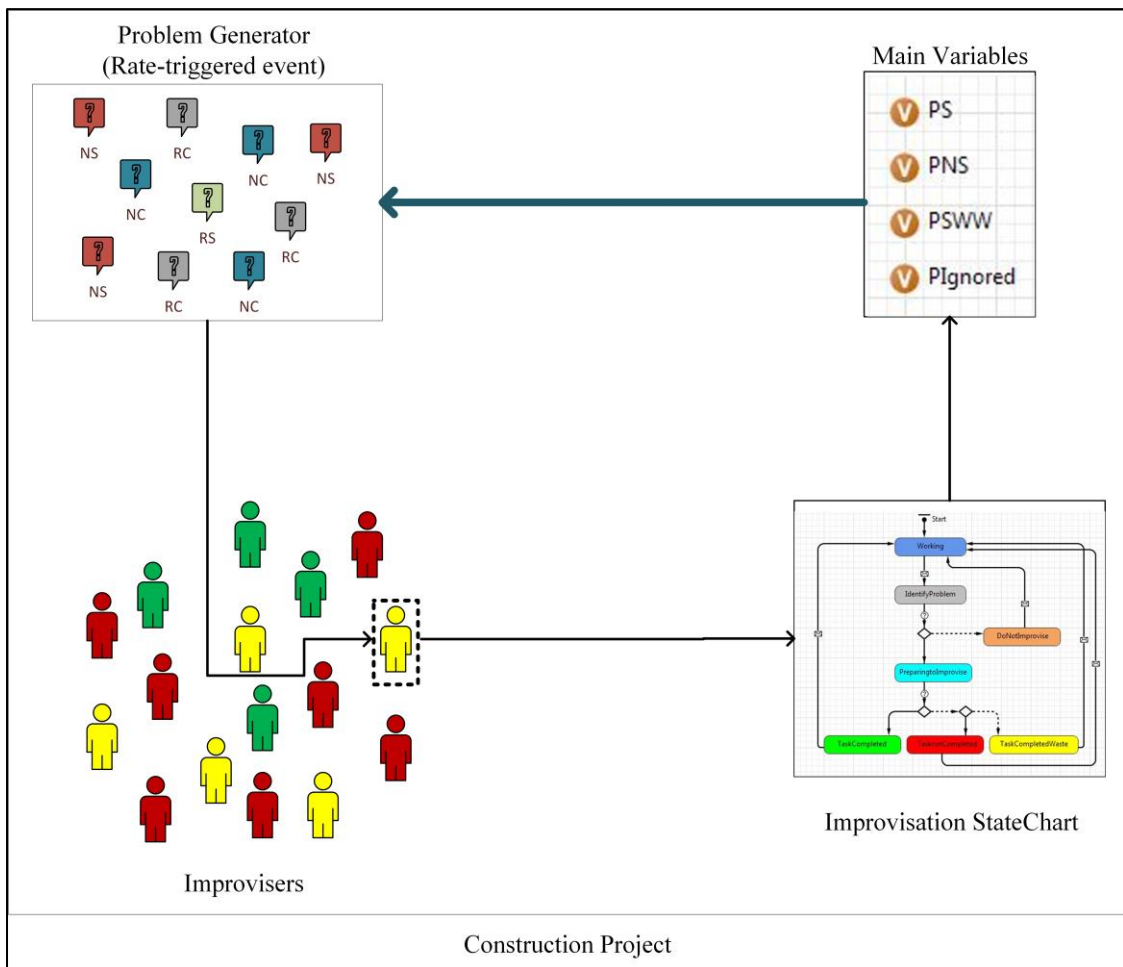 Problem Generator
(Rate-triggered event)
?
NS
?
RC
?
NC
?
NS
?
NC
?
RS
?
RC
?
NS
?
RC
?
NC
Main Variables
V PS
V PNS
V PSWW
V PIgnored
Start
Working
IdentifyProblem
?
DoNotImprovise
PreparingtoImprovise
?
TaskCompleted
TaskCompletedWaste
Improvisation StateChart
Improvisers
Construction Project